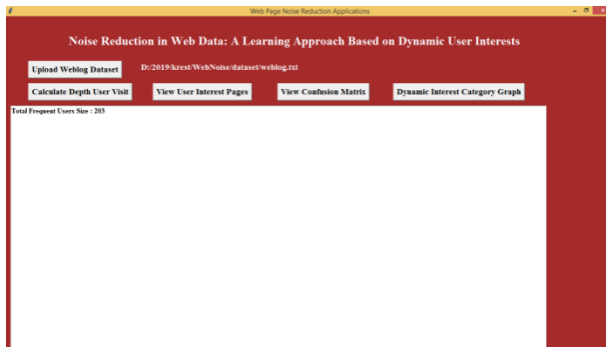 Web Page Noise Reduction Applications
Noise Reduction in Web Data: A Learning Approach Based on Dynamic User Interests
Upload Weblog Dataset D:/2019/krest/WebNoise/dataset/weblog.txt
Calculate Depth User Visit View User Interest Pages View Confusion Matrix Dynamic Interest Category Graph
Total Frequent Users Size : 203